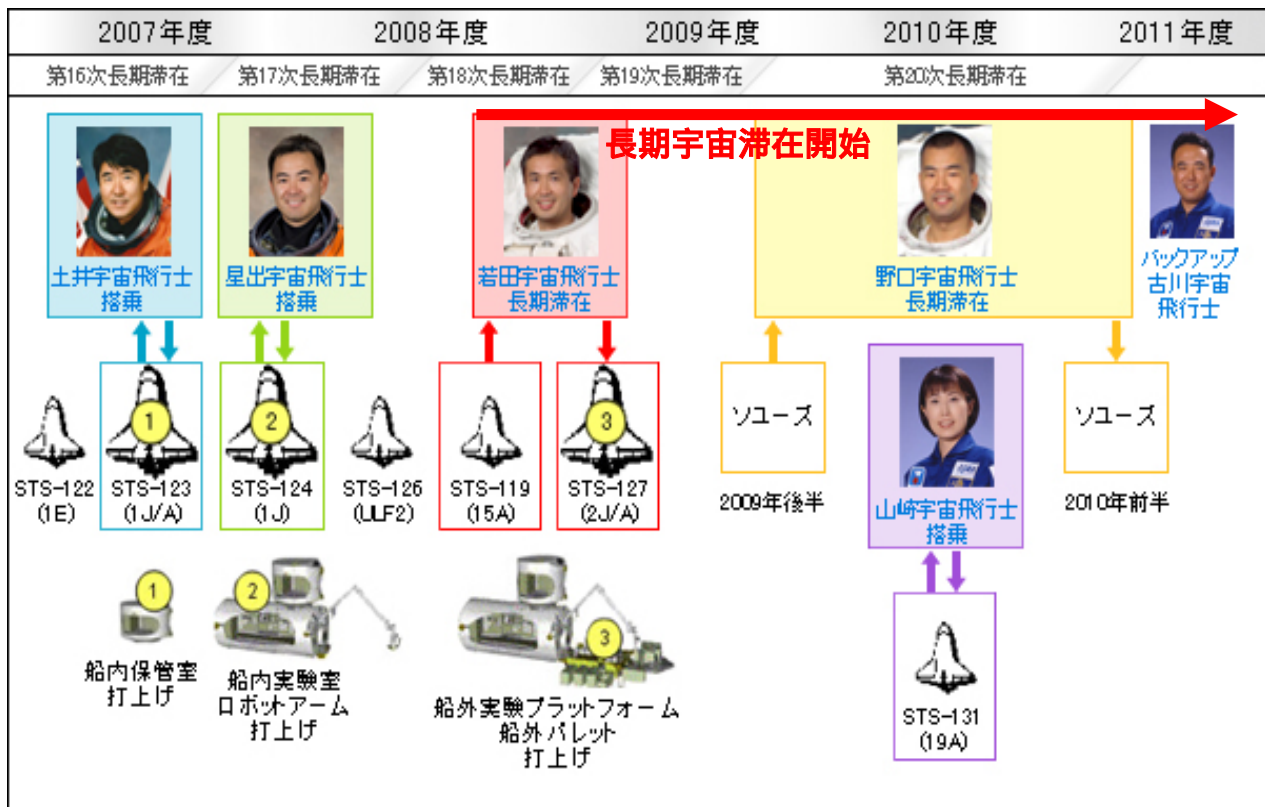 2007年度
2008年度
2009年度
2010年度
2011年度
第16次長期滞在
第17次長期滞在
第18次長期滞在
第19次長期滞在
第20次長期滞在
長期宇宙滞在開始
土井宇宙飛行士
搭乗
星出宇宙飛行士
搭乗
若田宇宙飛行士
長期滞在
野口宇宙飛行士
長期滞在
バックアップ
古川宇宙
飛行士
1
2
3
ソユーズ
ソユーズ
STS-122
(1E)
STS-123
(1J/A)
STS-124
(1J)
STS-126
(ULF2)
STS-119
(15A)
STS-127
(2J/A)
2009年後半
山崎宇宙飛行士
搭乗
2010年前半
1
船内保管室
打上げ
2
船内実験室
ロボットアーム
打上げ
3
船外実験プラットフォーム
船外パレット
打上げ
STS-131
(19A)